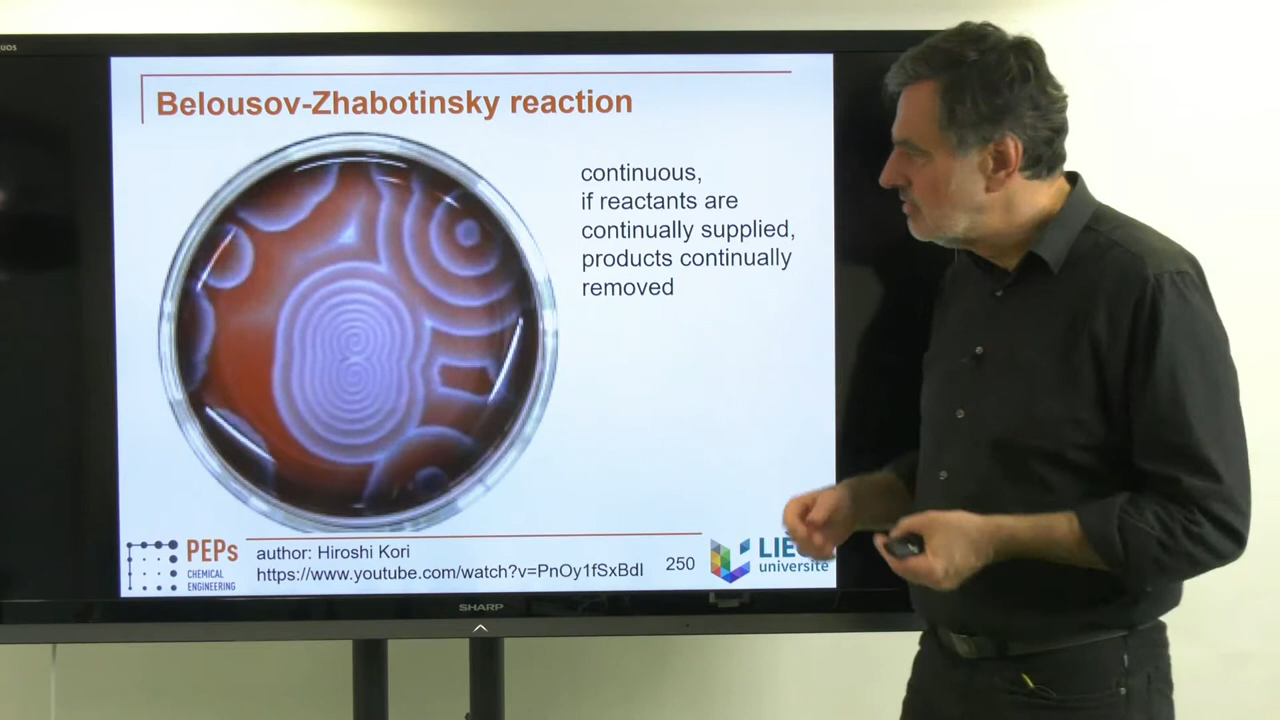 Belousov-Zhabotinsky reaction
continuous,
if reactants are
continually supplied,
products continually
removed
PEPs
CHEMICAL
ENGINEERING
author: Hiroshi Kori
https://www.youtube.com/watch?v=PnOy1fSxBdI
250
université
SHARP